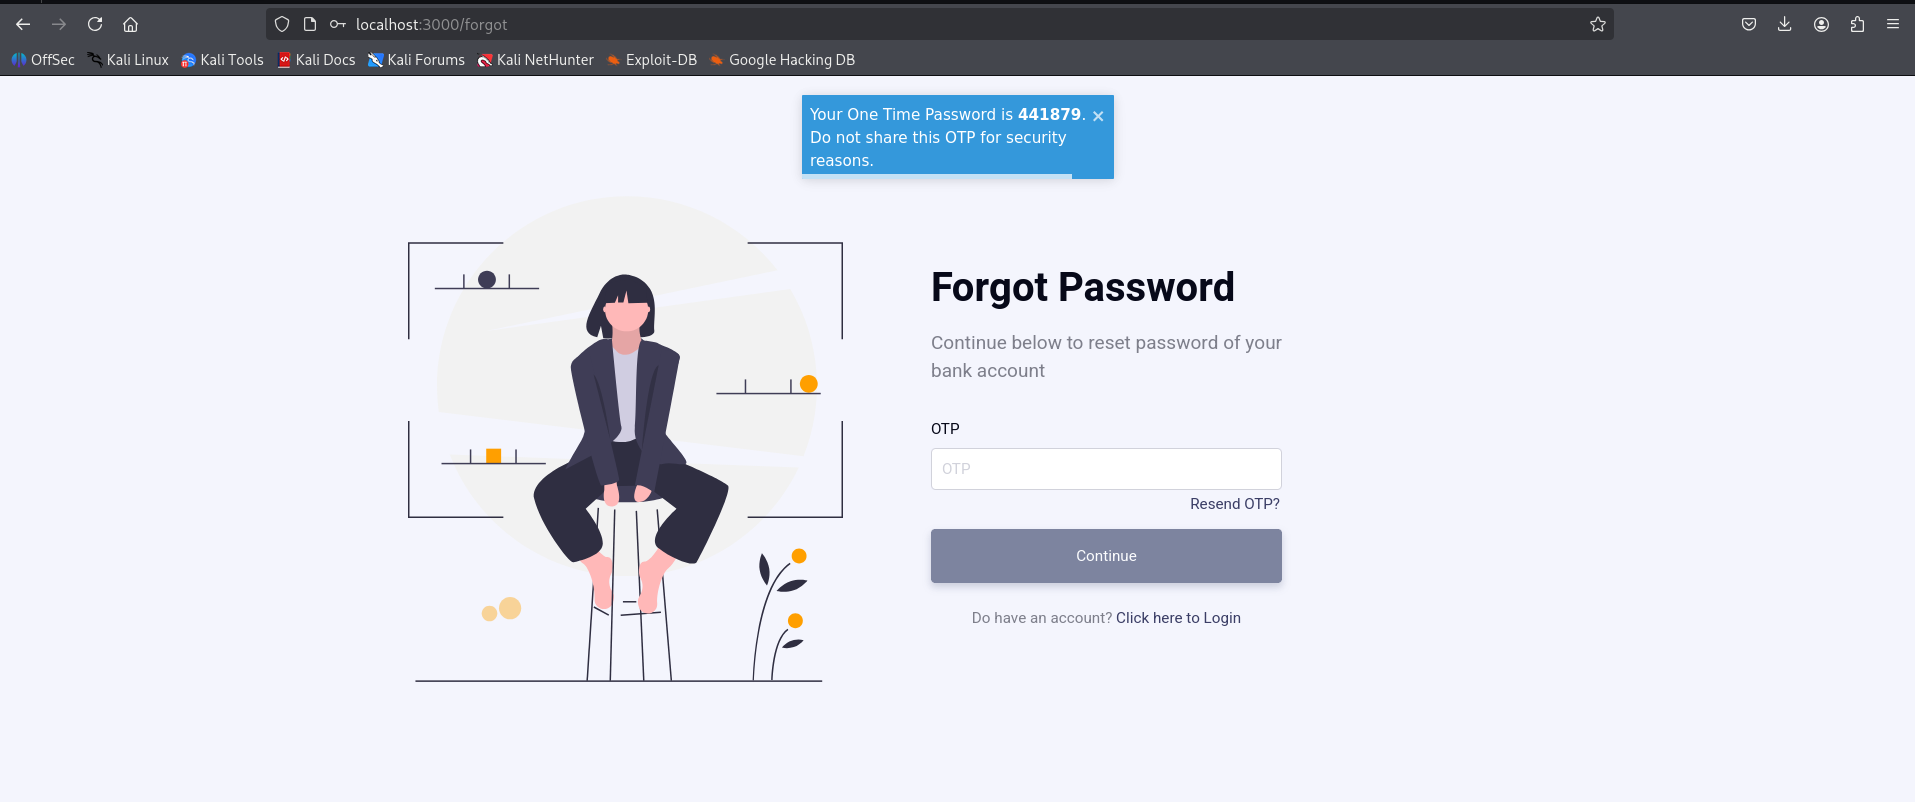 localhost:3000/forgot
OffSec Kali Linux Kali Tools Kali Docs Kali Forums Kali NetHunter Exploit-DB Google Hacking DB
Your One Time Password is 441879.
Do not share this OTP for security
reasons.
Forgot Password
Continue below to reset password of your
bank account
OTP
OTP
Resend OTP?
Continue
Do have an account? Click here to Login